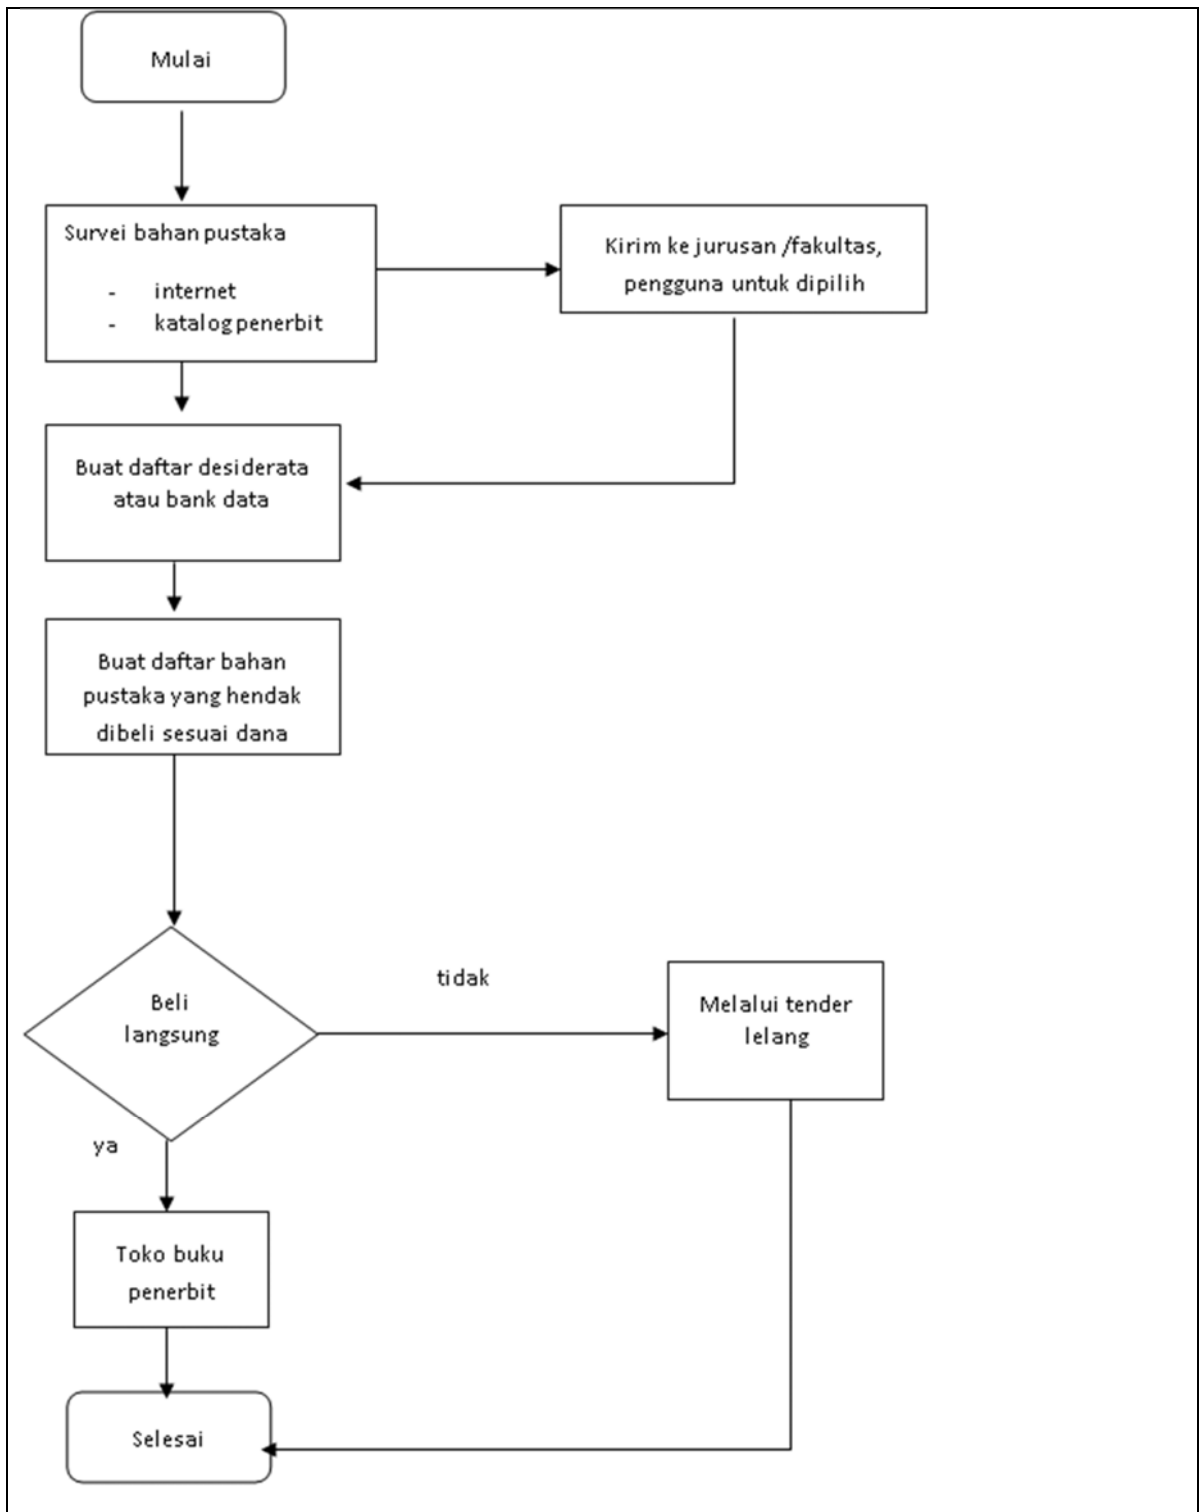 Mulai
Survei bahan pustaka
- internet
- katalog penerbit
Kirim ke jurusan /fakultas,
pengguna untuk dipilih
Buat daftar desiderata
atau bank data
Buat daftar bahan
pustaka yang hendak
dibeli sesuai dana
Beli
langsung
tidak
Melalui tender
lelang
ya
Toko buku
penerbit
Selesai